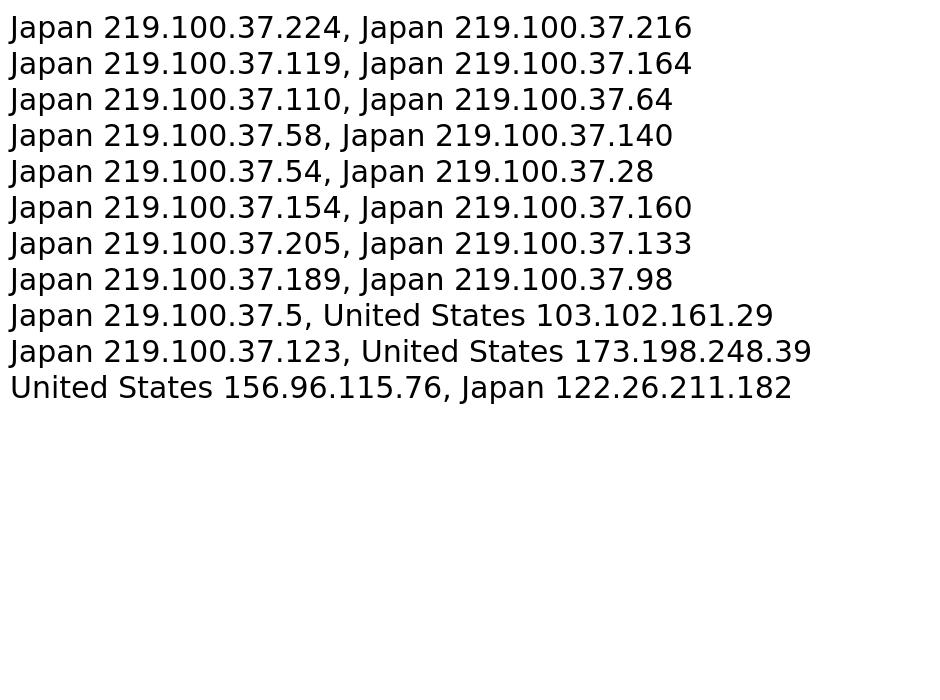 Japan 219.100.37.224, Japan 219.100.37.216
Japan 219.100.37.119, Japan 219.100.37.164
Japan 219.100.37.110, Japan 219.100.37.64
Japan 219.100.37.58, Japan 219.100.37.140
Japan 219.100.37.54, Japan 219.100.37.28
Japan 219.100.37.154, Japan 219.100.37.160
Japan 219.100.37.205, Japan 219.100.37.133
Japan 219.100.37.189, Japan 219.100.37.98
Japan 219.100.37.5, United States 103.102.161.29
Japan 219.100.37.123, United States 173.198.248.39
United States 156.96.115.76, Japan 122.26.211.182